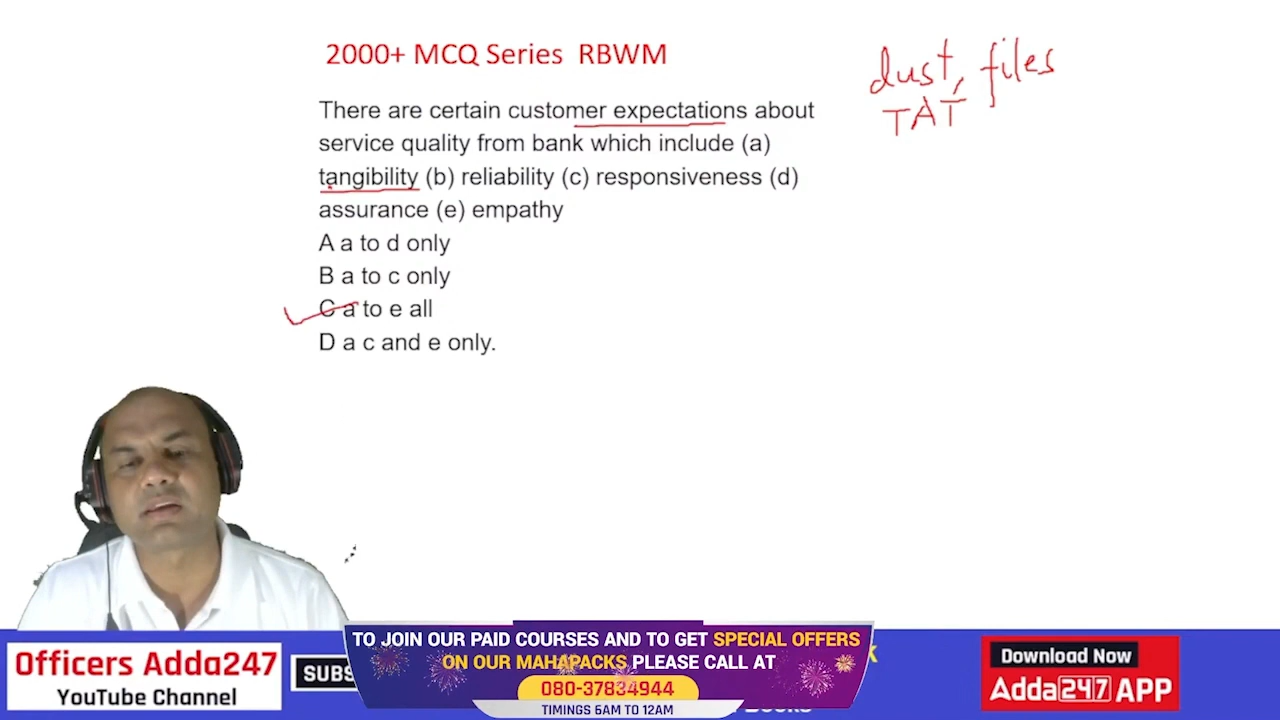 2000+ MCQ Series RBWM
dust, files
TAT
There are certain customer expectations about
service quality from bank which include (a)
tangibility (b) reliability (c) responsiveness (d)
assurance (e) empathy
A a to d only
B a to c only
C a to e all
D a c and e only.
Officers Adda247
YouTube Channel
SUBS
TO JOIN OUR PAID COURSES AND TO GET SPECIAL OFFERS
ON OUR MAHAPACKS PLEASE CALL AT
080-37834944
TIMINGS 6AM TO 12AM
Download Now
Adda247 APP